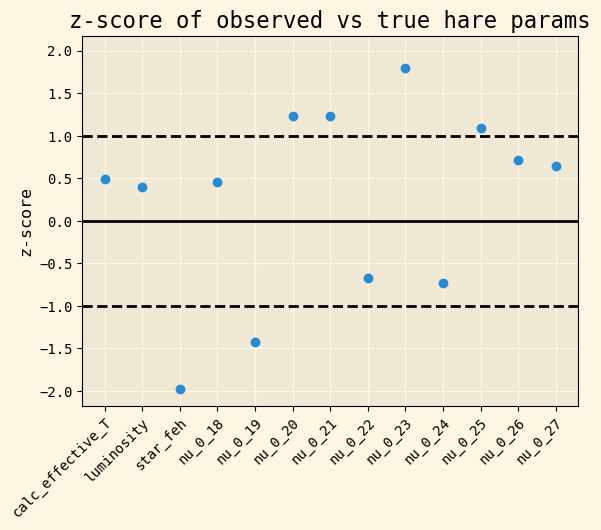 z-score of observed vs true hare params
z-score
2.0
1.5
1.0
0.5
0.0
−0.5
−1.0
−1.5
−2.0
calc_effective_T
luminosity
star_feh
nu_0_18
nu_0_19
nu_0_20
nu_0_21
nu_0_22
nu_0_23
nu_0_24
nu_0_25
nu_0_26
nu_0_27